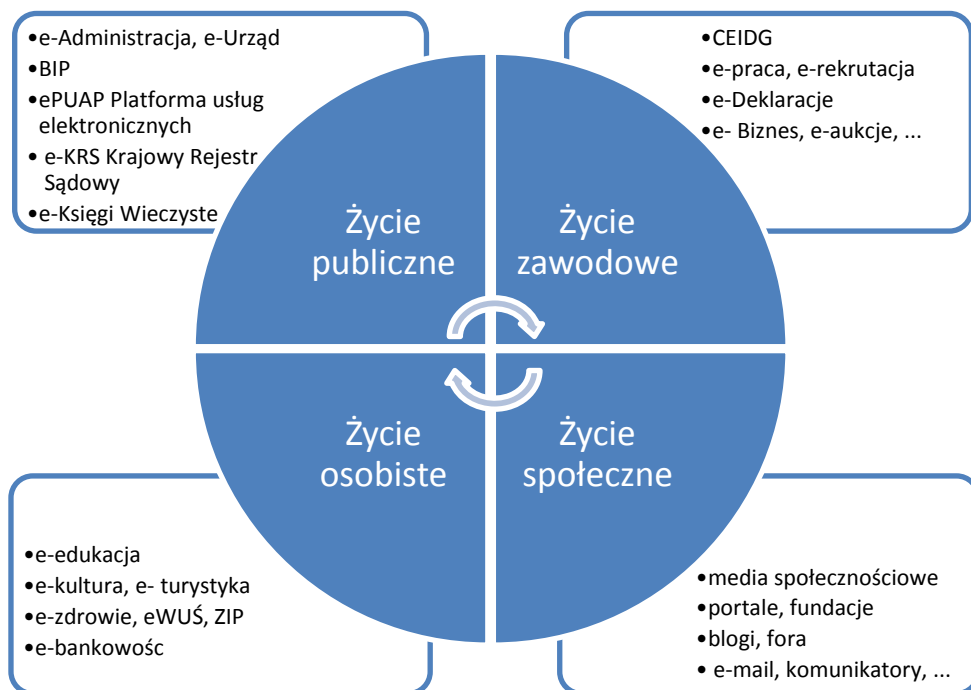 •e-Administracja, e-Urząd
•BIP
•ePUAP Platforma usług
elektronicznych
• e-KRS Krajowy Rejestr
Sądowy
•e-Księgi Wieczyste
•CEIDG
•e-praca, e-rekrutacja
•e-Deklaracje
•e- Biznes, e-aukcje, ...
Życie
publiczne
Życie
zawodowe
Życie
osobiste
Życie
społeczne
•e-edukacja
•e-kultura, e- turystyka
•e-zdrowie, eWUŚ, ZIP
•e-bankowośc
•media społecznościowe
•portale, fundacje
•blogi, fora
• e-mail, komunikatory, ...